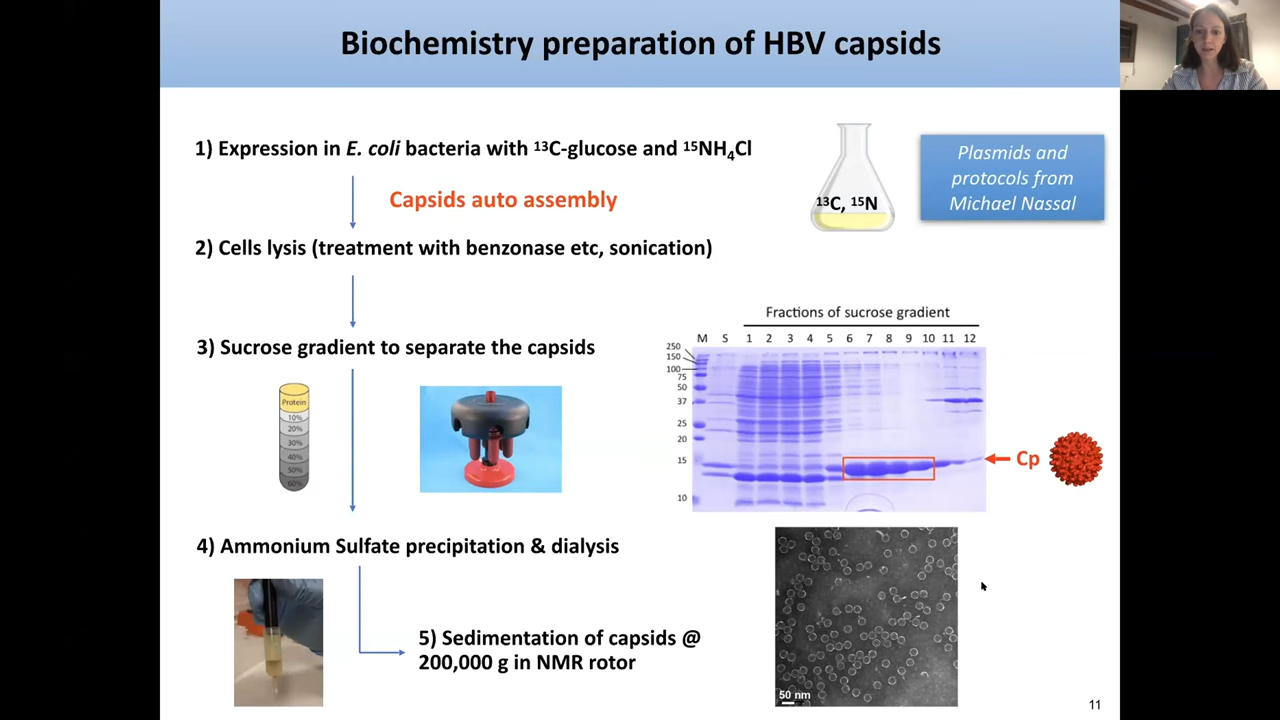 Biochemistry preparation of HBV capsids
1) Expression in E. coli bacteria with ¹³C-glucose and ¹⁵NH₄Cl
Capsids auto assembly
¹³C, ¹⁵N
Plasmids and
protocols from
Michael Nassal
2) Cells lysis (treatment with benzonase etc, sonication)
3) Sucrose gradient to separate the capsids
Protein
10%
20%
30%
40%
50%
60%
Fractions of sucrose gradient
M S 1 2 3 4 5 6 7 8 9 10 11 12
250
150
100
75
50
37
25
20
15
10
Cp
4) Ammonium Sulfate precipitation & dialysis
5) Sedimentation of capsids @
200,000 g in NMR rotor
50 nm
11